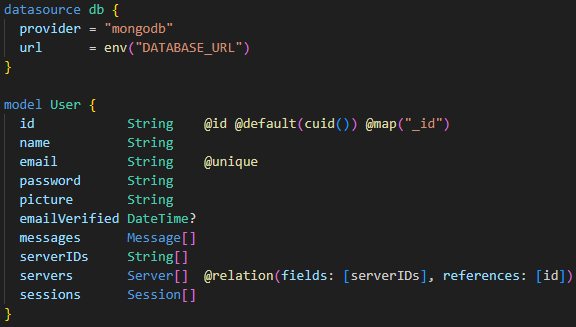 datasource db {
  provider = "mongodb"
  url      = env("DATABASE_URL")
}

model User {
  id            String    @id @default(cuid()) @map("_id")
  name          String
  email         String    @unique
  password      String
  picture       String
  emailVerified DateTime?
  messages      Message[]
  serverIDs     String[]
  servers       Server[]  @relation(fields: [serverIDs], references: [id])
  sessions      Session[]
}